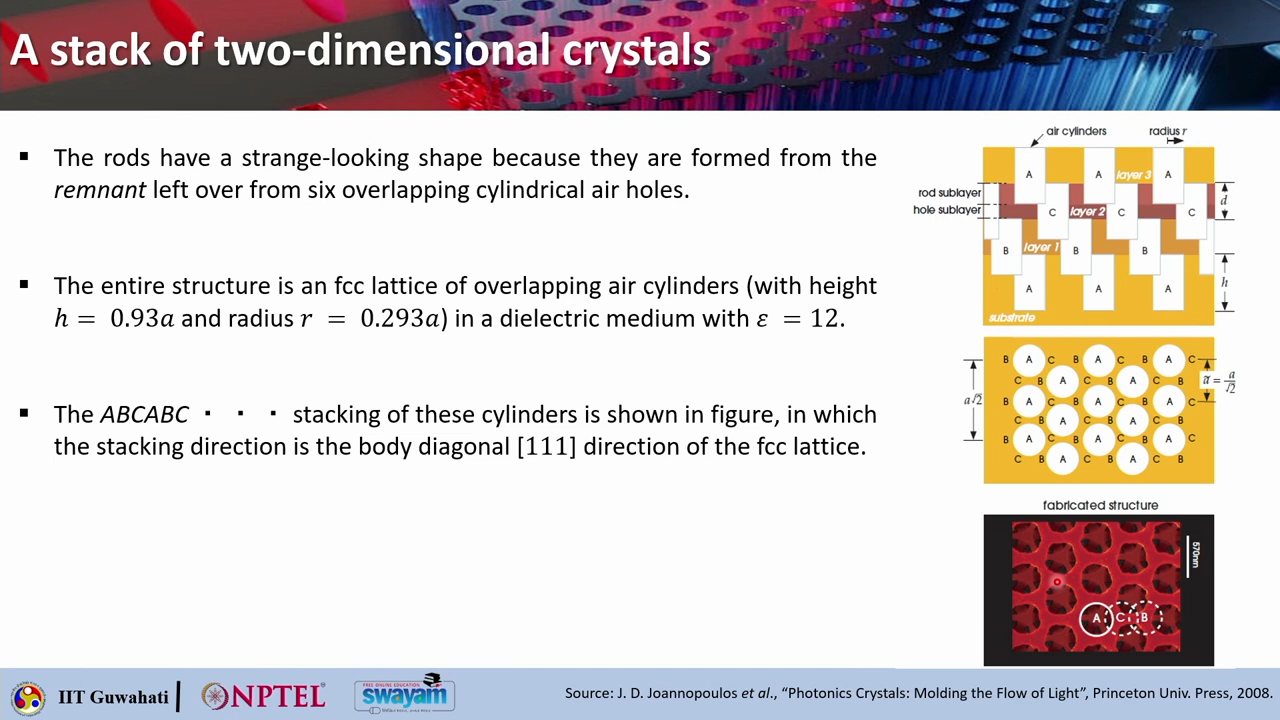 A stack of two-dimensional crystals
▪ The rods have a strange-looking shape because they are formed from the
remnant left over from six overlapping cylindrical air holes.
▪ The entire structure is an fcc lattice of overlapping air cylinders (with height
h = 0.93a and radius r = 0.293a) in a dielectric medium with ε = 12.
▪ The ABCABC · · · stacking of these cylinders is shown in figure, in which
the stacking direction is the body diagonal [111] direction of the fcc lattice.
air cylinders radius r
A A layer 3 A
rod sublayer
d
hole sublayer
C layer 2 C C
B layer 1 B B
h
A A A
substrate
B A C B A C B A C
C B A C B A C B
ã = a/√2
a√2
B A C B A C B A C
C B A C B A C B
B A C B A C B A C
C B A C B A C B
fabricated structure
570nm
A C B
IIT Guwahati
NPTEL
FREE ONLINE EDUCATION
swayam
Source: J. D. Joannopoulos et al., “Photonics Crystals: Molding the Flow of Light”, Princeton Univ. Press, 2008.